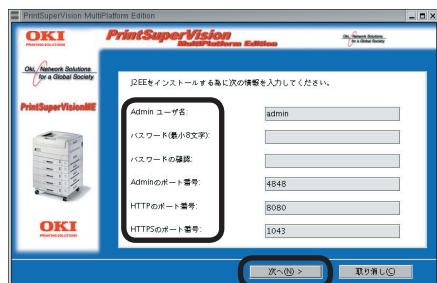 PrintSuperVision MultiPlatform Edition
OKI
PRINTING SOLUTIONS
PrintSuperVision
MultiPlatform Edition
Oki, Network Solutions
for a Global Society
Oki, Network Solutions
for a Global Society
PrintSuperVisionME
J2EEをインストールする為に次の情報を入力してください。
Admin ユーザ名:
admin
パスワード(最小8文字):
パスワードの確認:
Adminのポート番号:
4848
HTTPのポート番号:
8080
HTTPSのポート番号:
1043
OKI
PRINTING SOLUTIONS
次へ(N) >
取り消し(C)